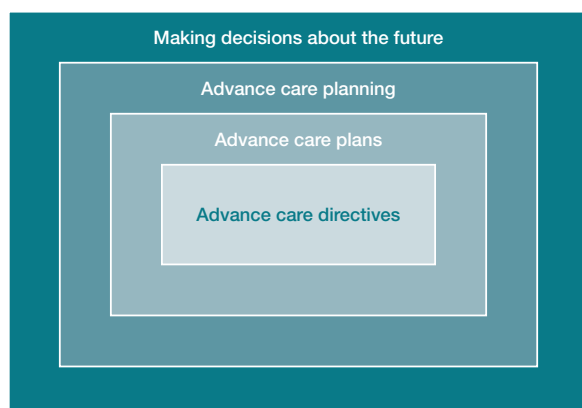 Making decisions about the future
Advance care planning
Advance care plans
Advance care directives